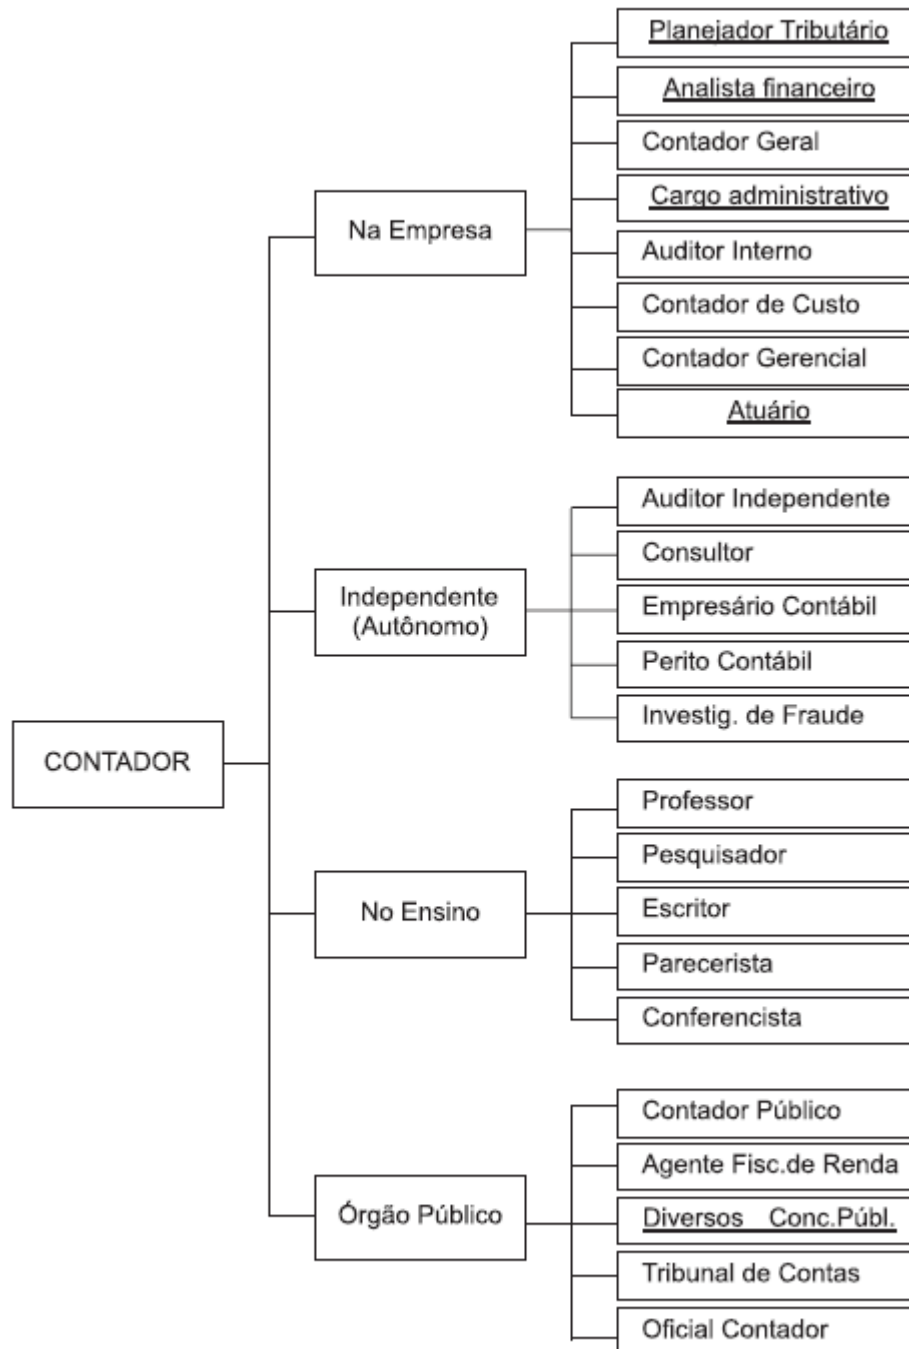 CONTADOR
Na Empresa
Planejador Tributário
Analista financeiro
Contador Geral
Cargo administrativo
Auditor Interno
Contador de Custo
Contador Gerencial
Atuário
Independente
(Autônomo)
Auditor Independente
Consultor
Empresário Contábil
Perito Contábil
Investig. de Fraude
No Ensino
Professor
Pesquisador
Escritor
Parecerista
Conferencista
Órgão Público
Contador Público
Agente Fisc.de Renda
Diversos Conc.Públ.
Tribunal de Contas
Oficial Contador